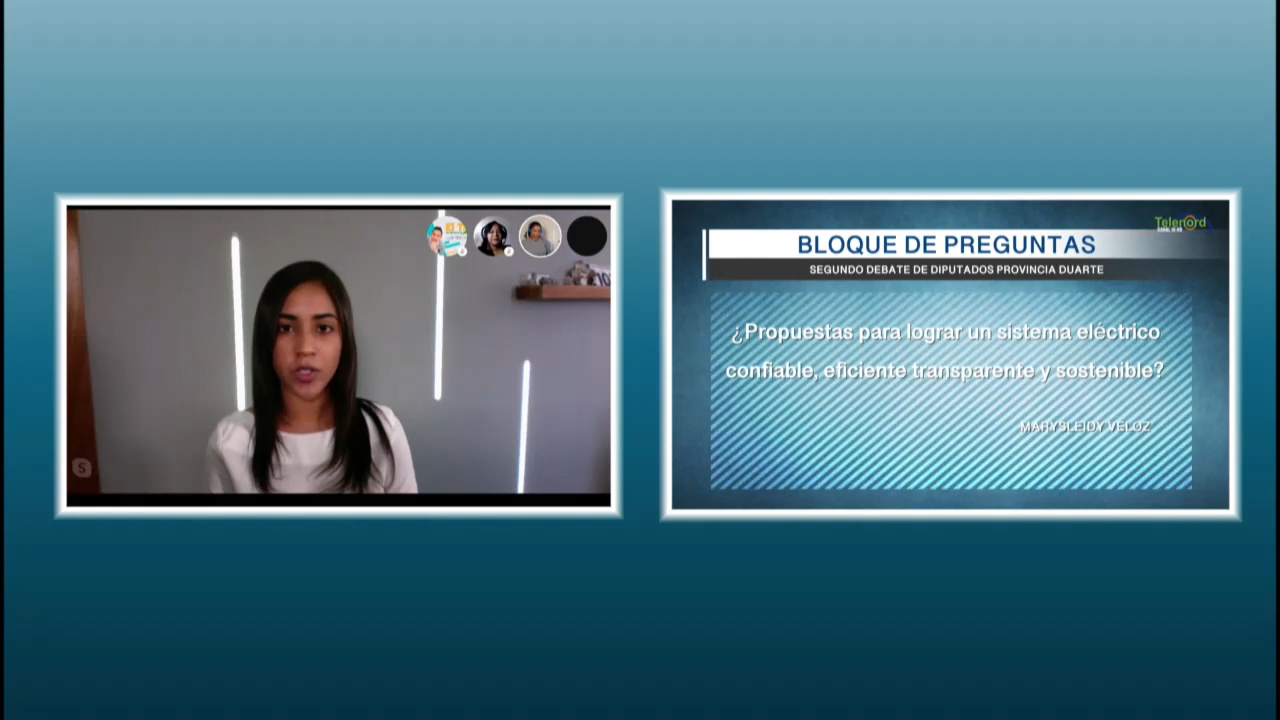 Telenord
BLOQUE DE PREGUNTAS
SEGUNDO DEBATE DE DIPUTADOS PROVINCIA DUARTE
¿Propuestas para lograr un sistema eléctrico
confiable, eficiente transparente y sostenible?
MARYSLEIDY VELOZ
S